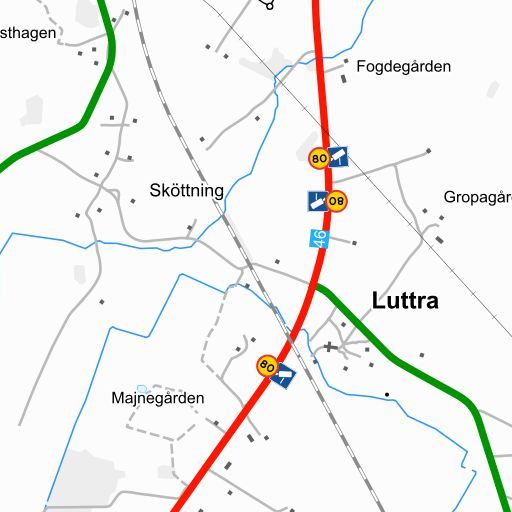 sthagen
Fogdegården
80
Sköttning
Gropagår
80
46
Luttra
80
Majnegården